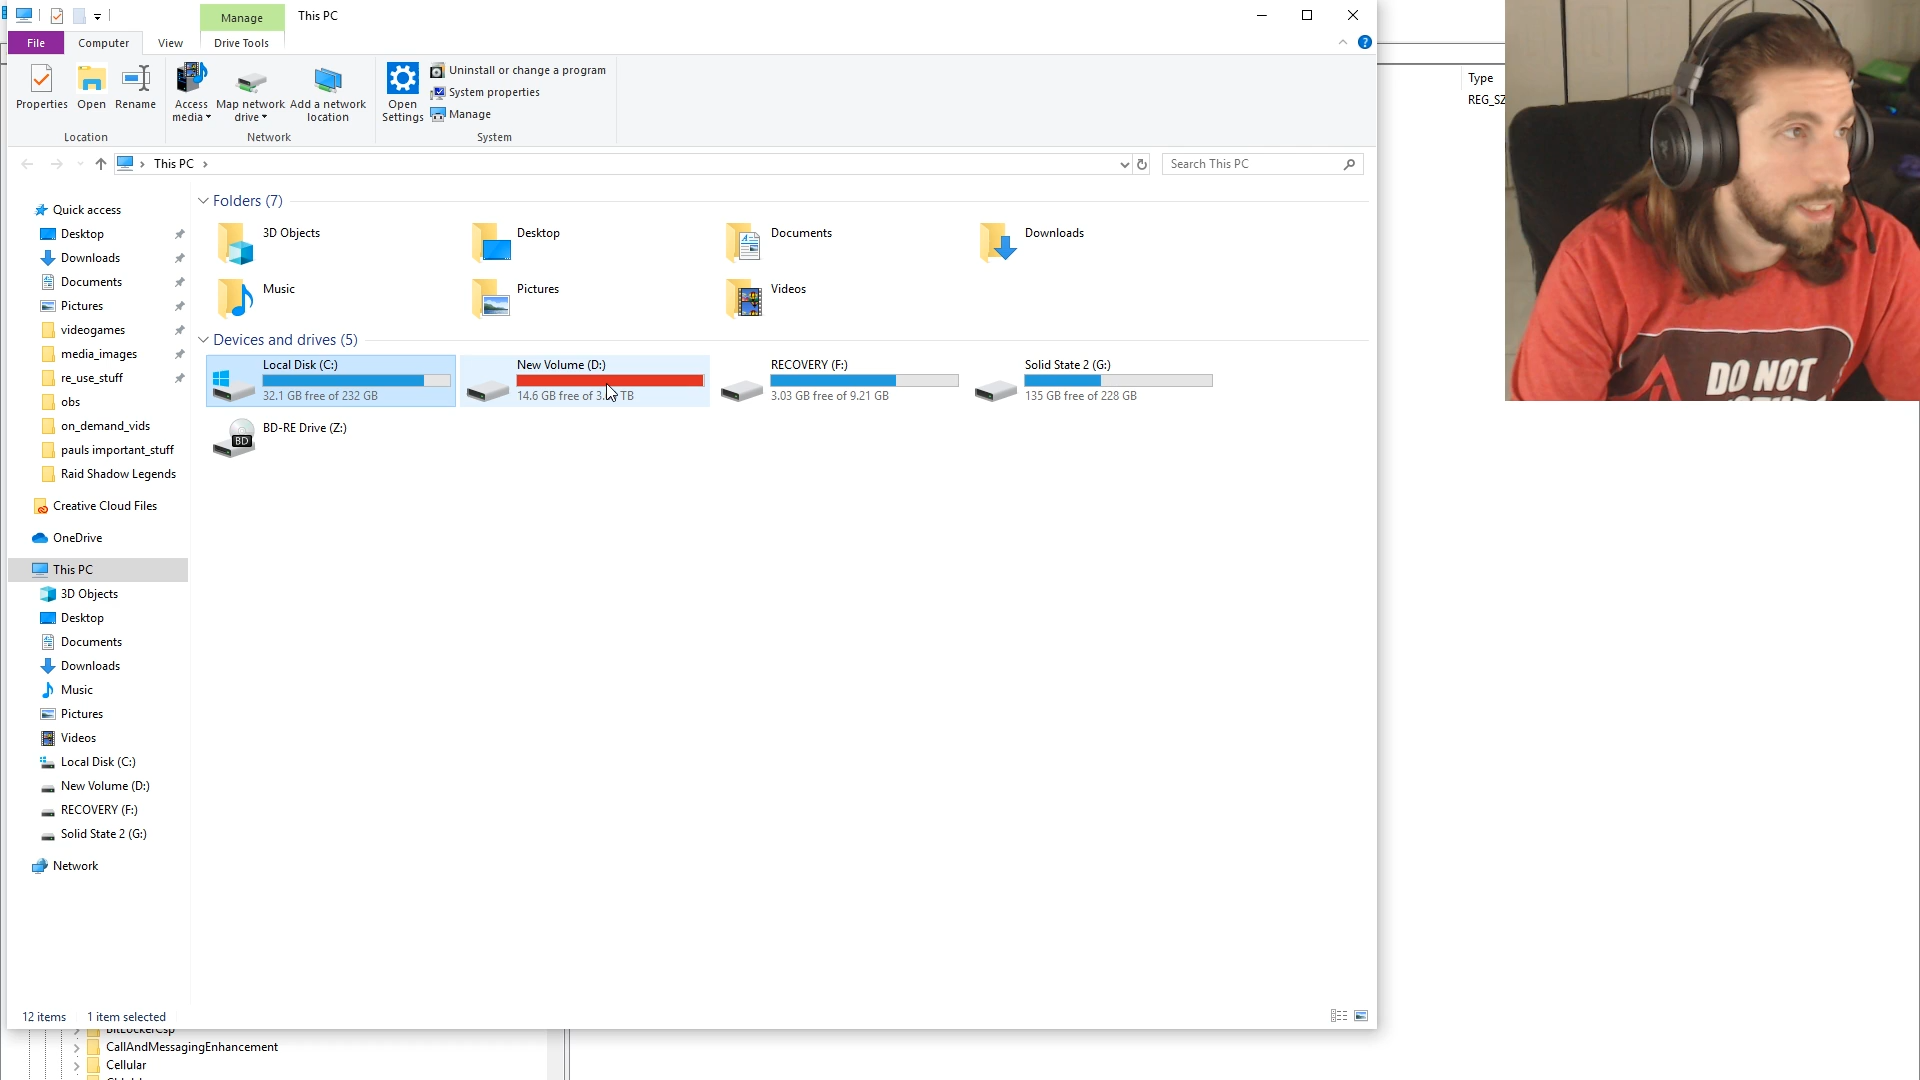 Manage
This PC
File
Computer
View
Drive Tools
Properties
Open
Rename
Access media
Map network drive
Add a network location
Open Settings
Uninstall or change a program
System properties
Manage
Location
Network
System
This PC
Search This PC
Type
REG_SZ
Quick access
Desktop
Downloads
Documents
Pictures
videogames
media_images
re_use_stuff
obs
on_demand_vids
pauls important_stuff
Raid Shadow Legends
Creative Cloud Files
OneDrive
This PC
3D Objects
Desktop
Documents
Downloads
Music
Pictures
Videos
Local Disk (C:)
New Volume (D:)
RECOVERY (F:)
Solid State 2 (G:)
Network
Folders (7)
3D Objects
Desktop
Documents
Downloads
Music
Pictures
Videos
Devices and drives (5)
Local Disk (C:)
32.1 GB free of 232 GB
New Volume (D:)
14.6 GB free of TB
RECOVERY (F:)
3.03 GB free of 9.21 GB
Solid State 2 (G:)
135 GB free of 228 GB
BD
BD-RE Drive (Z:)
DO NOT
12 items
1 item selected
CallAndMessagingEnhancement
Cellular